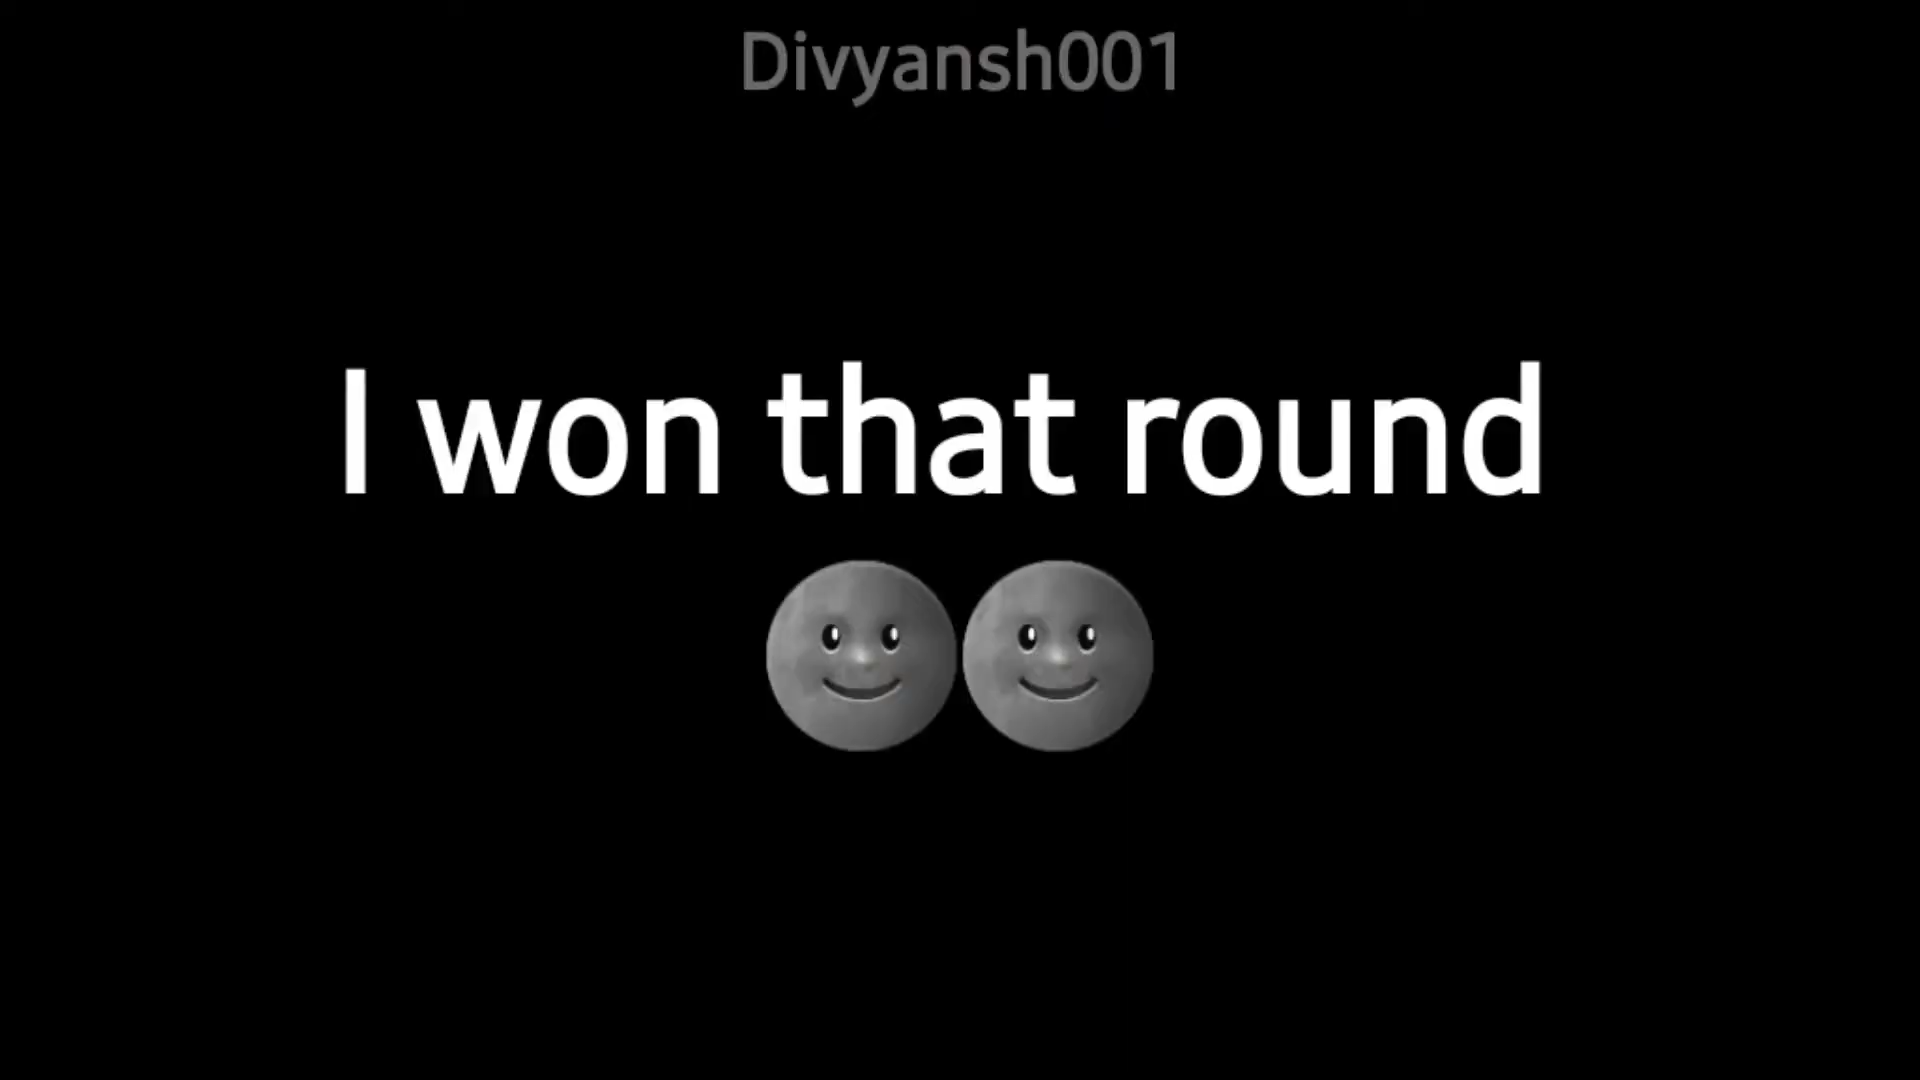 Divyansh001
I won that round
🌚🌚